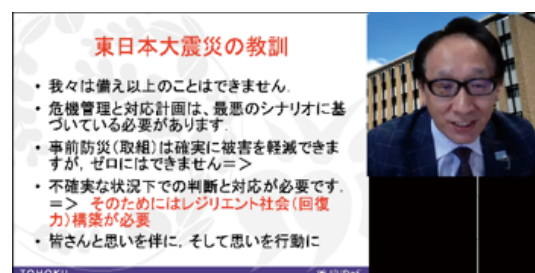 東日本大震災の教訓
• 我々は備え以上のことはできません.
• 危機管理と対応計画は、最悪のシナリオに基
づいている必要があります.
• 事前防災(取組)は確実に被害を軽減できま
すが, ゼロにはできません=>
• 不確実な状況下での判断と対応が必要です.
=> そのためにはレジリエント社会(回復
力)構築が必要
• 皆さんと思いを伴に, そして思いを行動に
TOHOKU